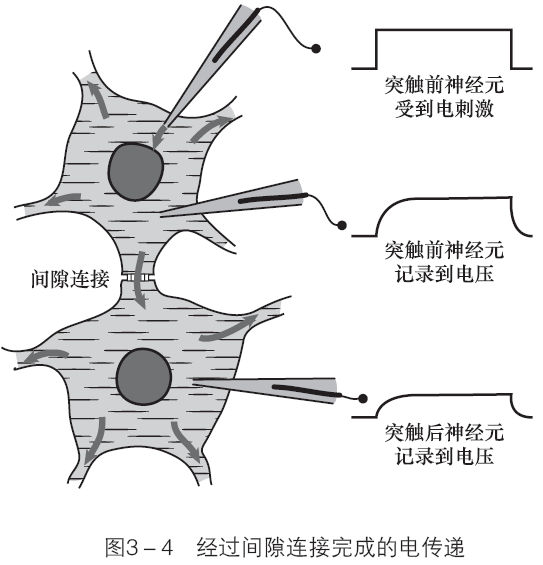 突触前神经元
受到电刺激
突触前神经元
记录到电压
间隙连接
突触后神经元
记录到电压
图3－4 经过间隙连接完成的电传递